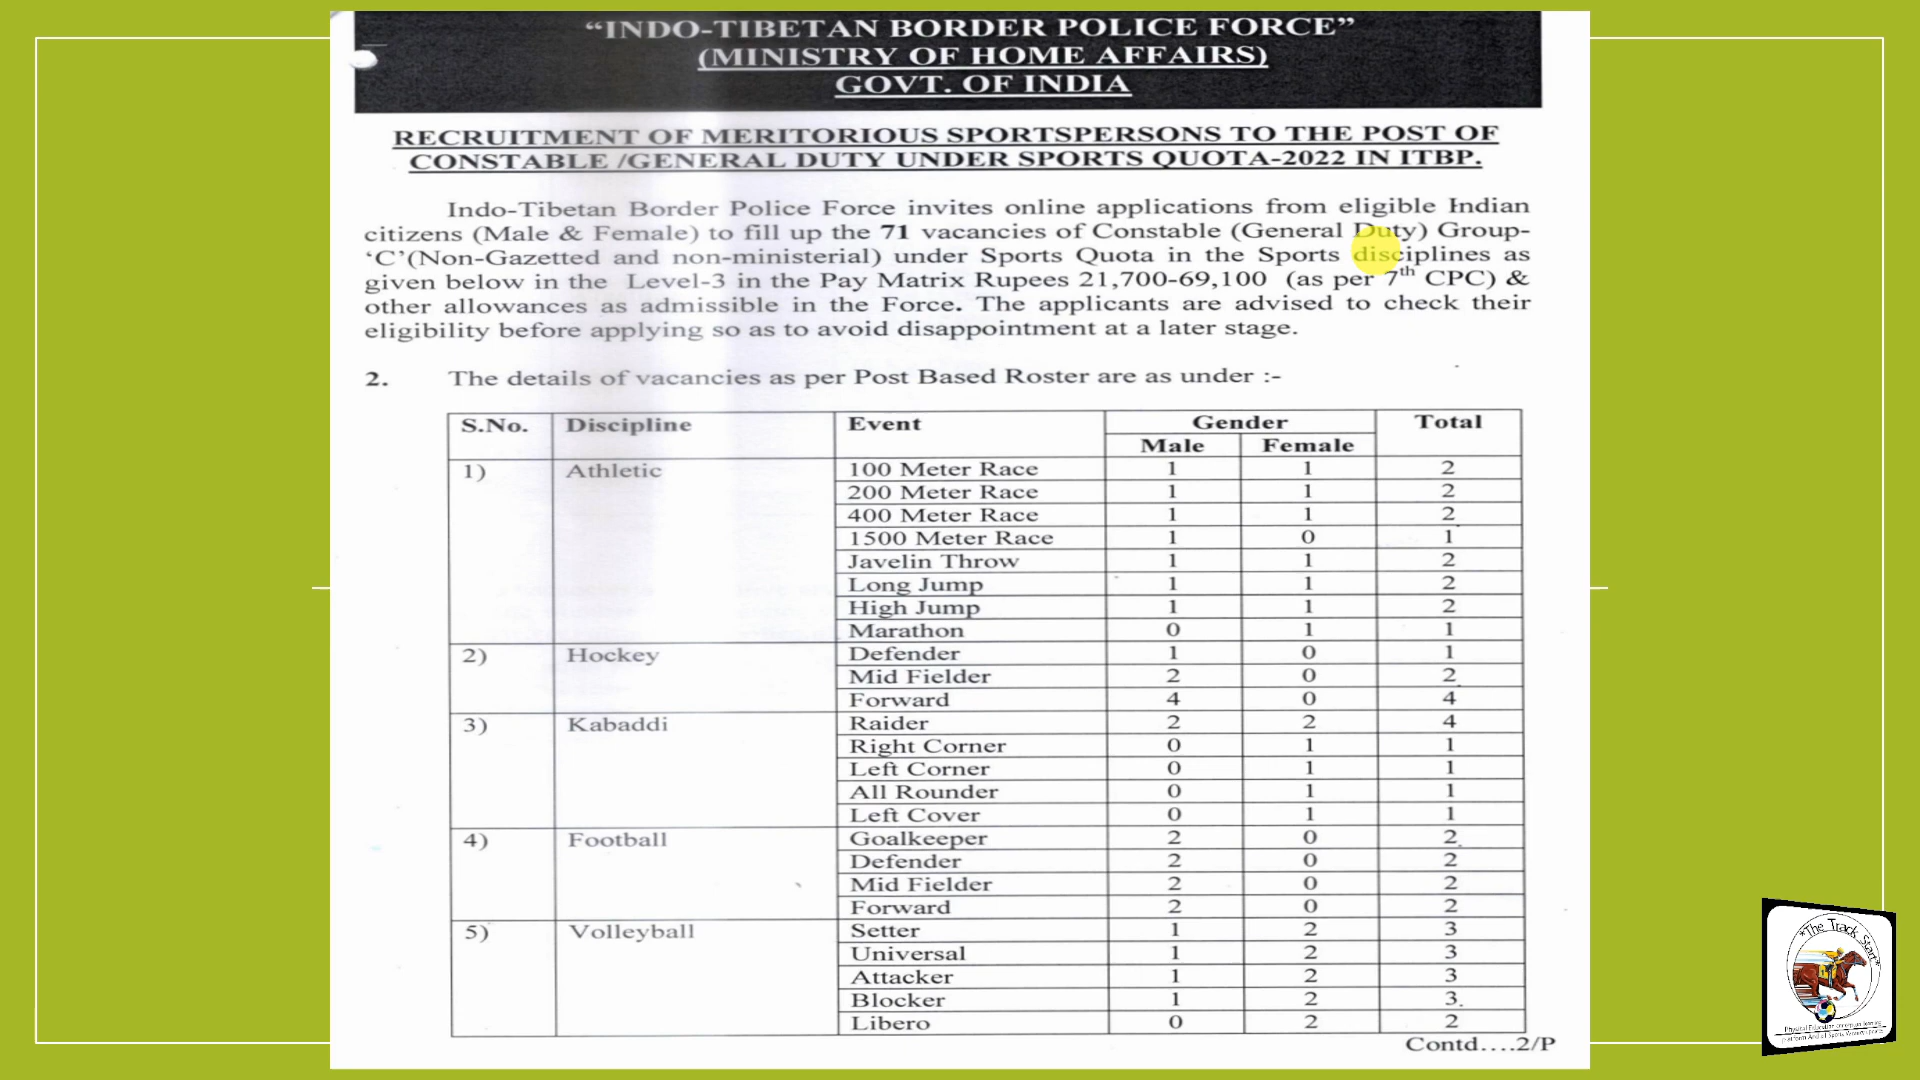 “INDO-TIBETAN BORDER POLICE FORCE”
(MINISTRY OF HOME AFFAIRS)
GOVT. OF INDIA
RECRUITMENT OF MERITORIOUS SPORTSPERSONS TO THE POST OF
CONSTABLE /GENERAL DUTY UNDER SPORTS QUOTA-2022 IN ITBP.
Indo-Tibetan Border Police Force invites online applications from eligible Indian
citizens (Male & Female) to fill up the 71 vacancies of Constable (General Duty) Group-
‘C’(Non-Gazetted and non-ministerial) under Sports Quota in the Sports disciplines as
given below in the Level-3 in the Pay Matrix Rupees 21,700-69,100 (as per 7th CPC) &
other allowances as admissible in the Force. The applicants are advised to check their
eligibility before applying so as to avoid disappointment at a later stage.
2. The details of vacancies as per Post Based Roster are as under :-
S.No. Discipline Event Gender Total
Male Female
1) Athletic 100 Meter Race 1 1 2
200 Meter Race 1 1 2
400 Meter Race 1 1 2
1500 Meter Race 1 0 1
Javelin Throw 1 1 2
Long Jump 1 1 2
High Jump 1 1 2
Marathon 0 1 1
2) Hockey Defender 1 0 1
Mid Fielder 2 0 2
Forward 4 0 4
3) Kabaddi Raider 2 2 4
Right Corner 0 1 1
Left Corner 0 1 1
All Rounder 0 1 1
Left Cover 0 1 1
4) Football Goalkeeper 2 0 2
Defender 2 0 2
Mid Fielder 2 0 2
Forward 2 0 2
5) Volleyball Setter 1 2 3
Universal 1 2 3
Attacker 1 2 3
Blocker 1 2 3
Libero 0 2 2
Contd....2/P
*The Track Start*
Physical Education
platform And all Sports